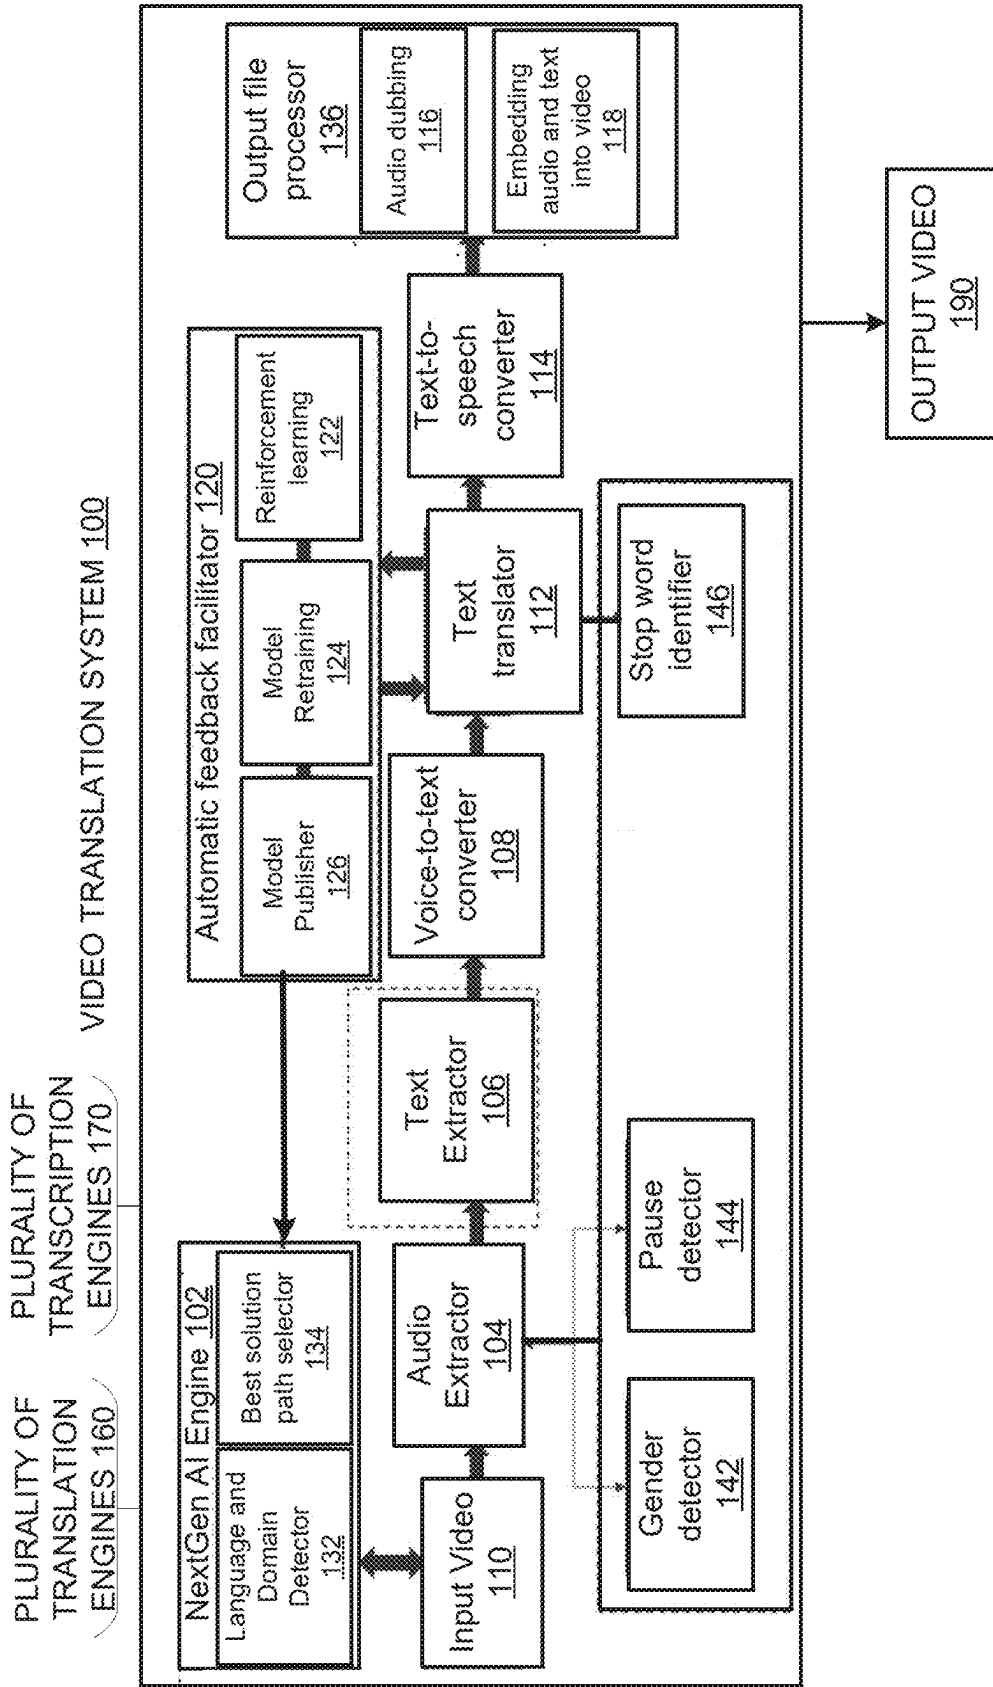 PLURALITY OF
TRANSLATION
ENGINES 160
PLURALITY OF
TRANSCRIPTION
ENGINES 170
VIDEO TRANSLATION SYSTEM 100
NextGen AI Engine 102
Language and
Domain
Detector
132
Best solution
path selector
134
Automatic feedback facilitator 120
Model
Publisher
126
Model
Retraining
124
Reinforcement
learning
122
Output file
processor
136
Audio dubbing
116
Embedding
audio and text
into video
118
Input Video
110
Audio
Extractor
104
Text
Extractor
106
Voice-to-text
converter
108
Text
translator
112
Text-to-
speech
converter
114
Gender
detector
142
Pause
detector
144
Stop word
identifier
146
OUTPUT VIDEO
190